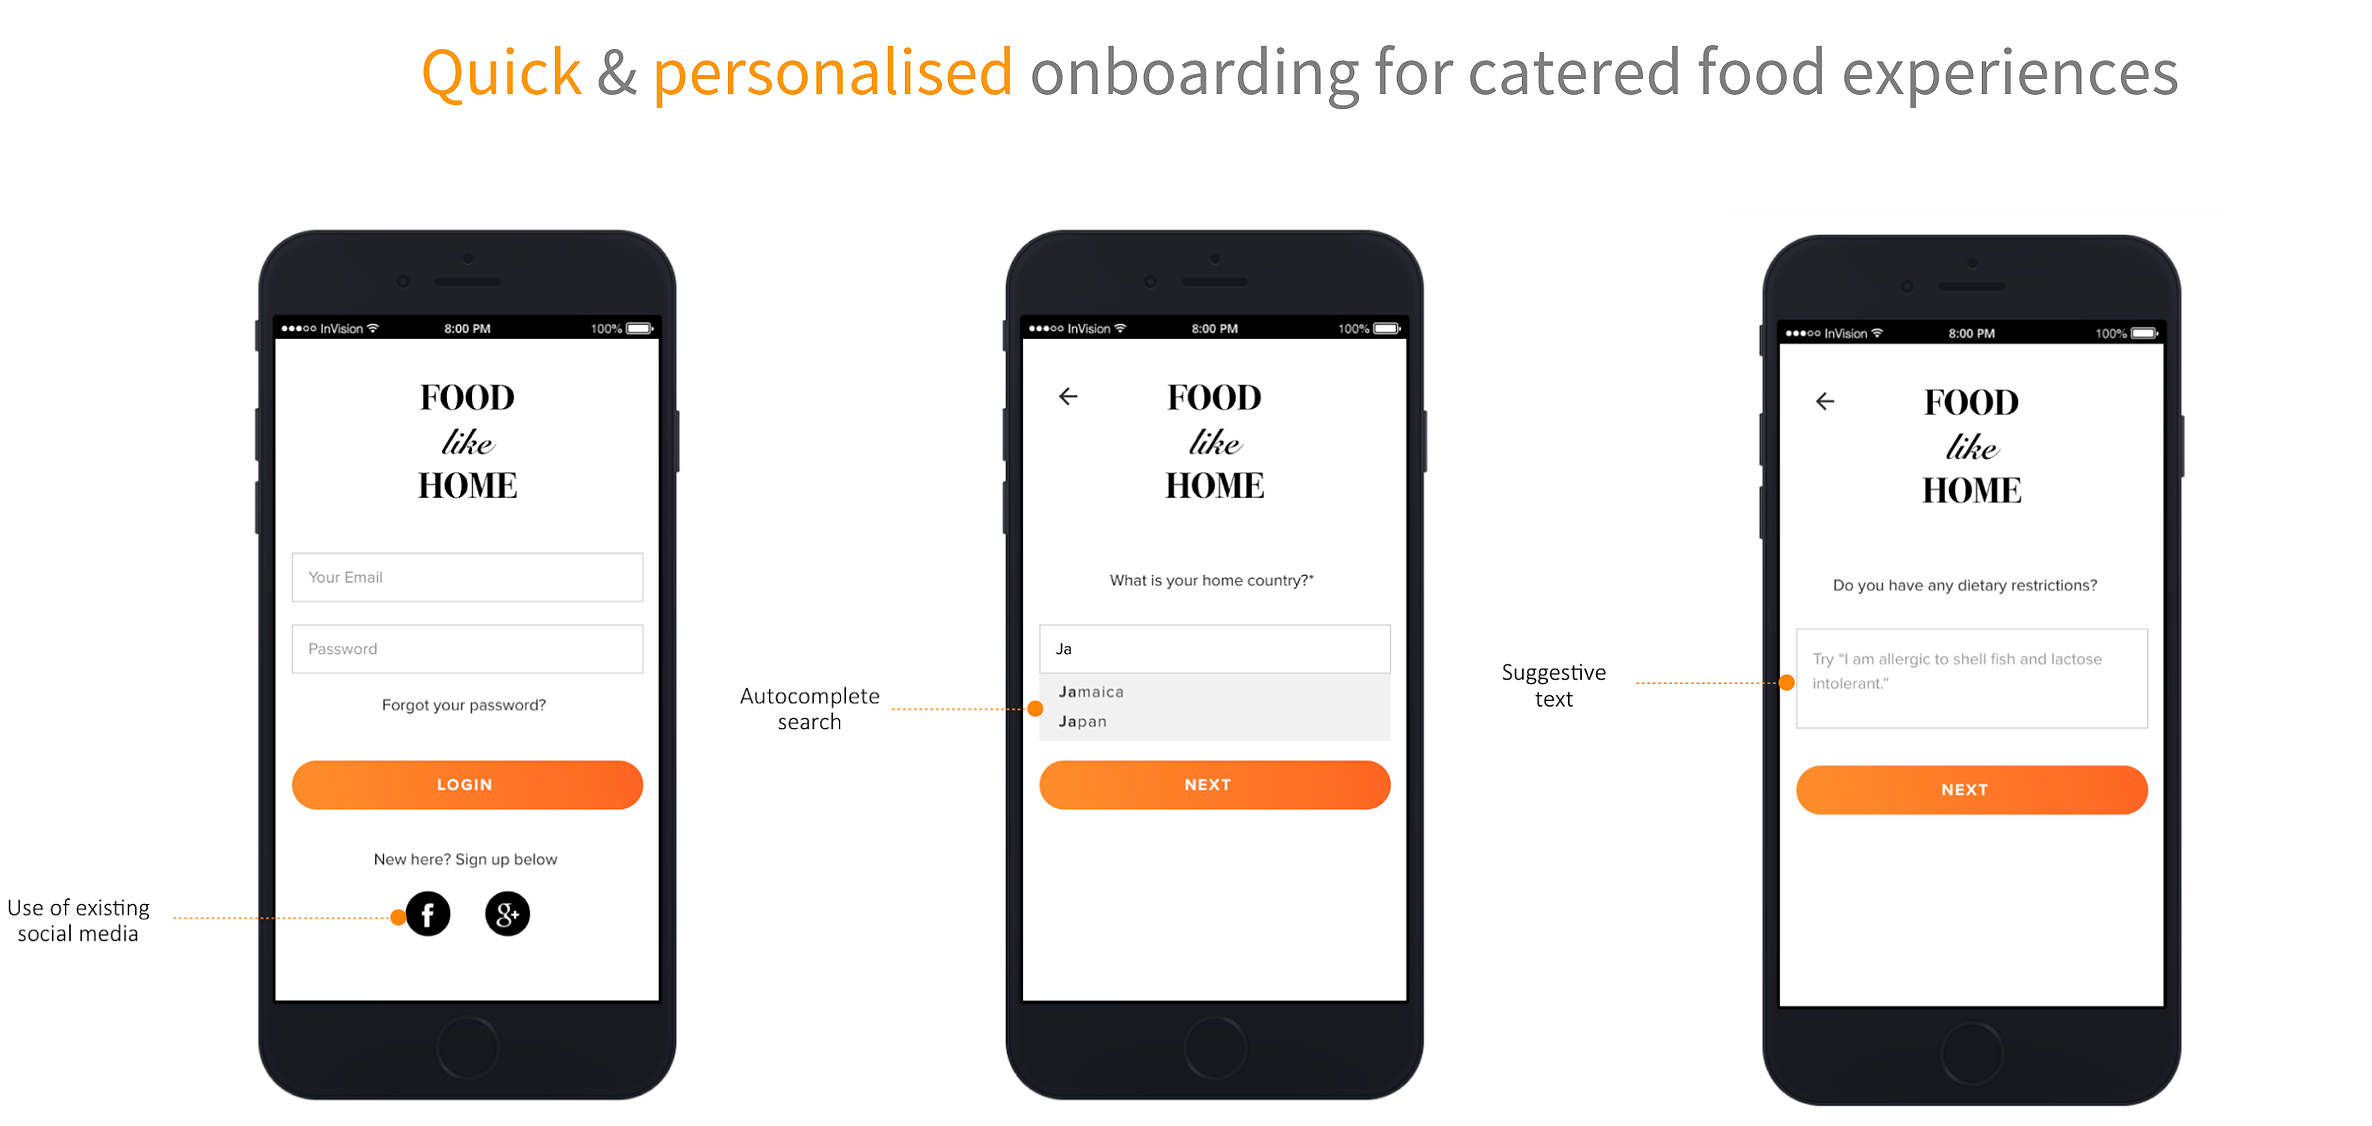 Quick & personalised onboarding for catered food experiences
InVision 8:00 PM 100%
FOOD
like
HOME
Your Email
Password
Forgot your password?
LOGIN
New here? Sign up below
f g+
Use of existing
social media
InVision 8:00 PM 100%
FOOD
like
HOME
What is your home country?*
Ja
Jamaica
Japan
NEXT
Autocomplete
search
InVision 8:00 PM 100%
FOOD
like
HOME
Do you have any dietary restrictions?
Try “I am allergic to shell fish and lactose
intolerant.”
NEXT
Suggestive
text